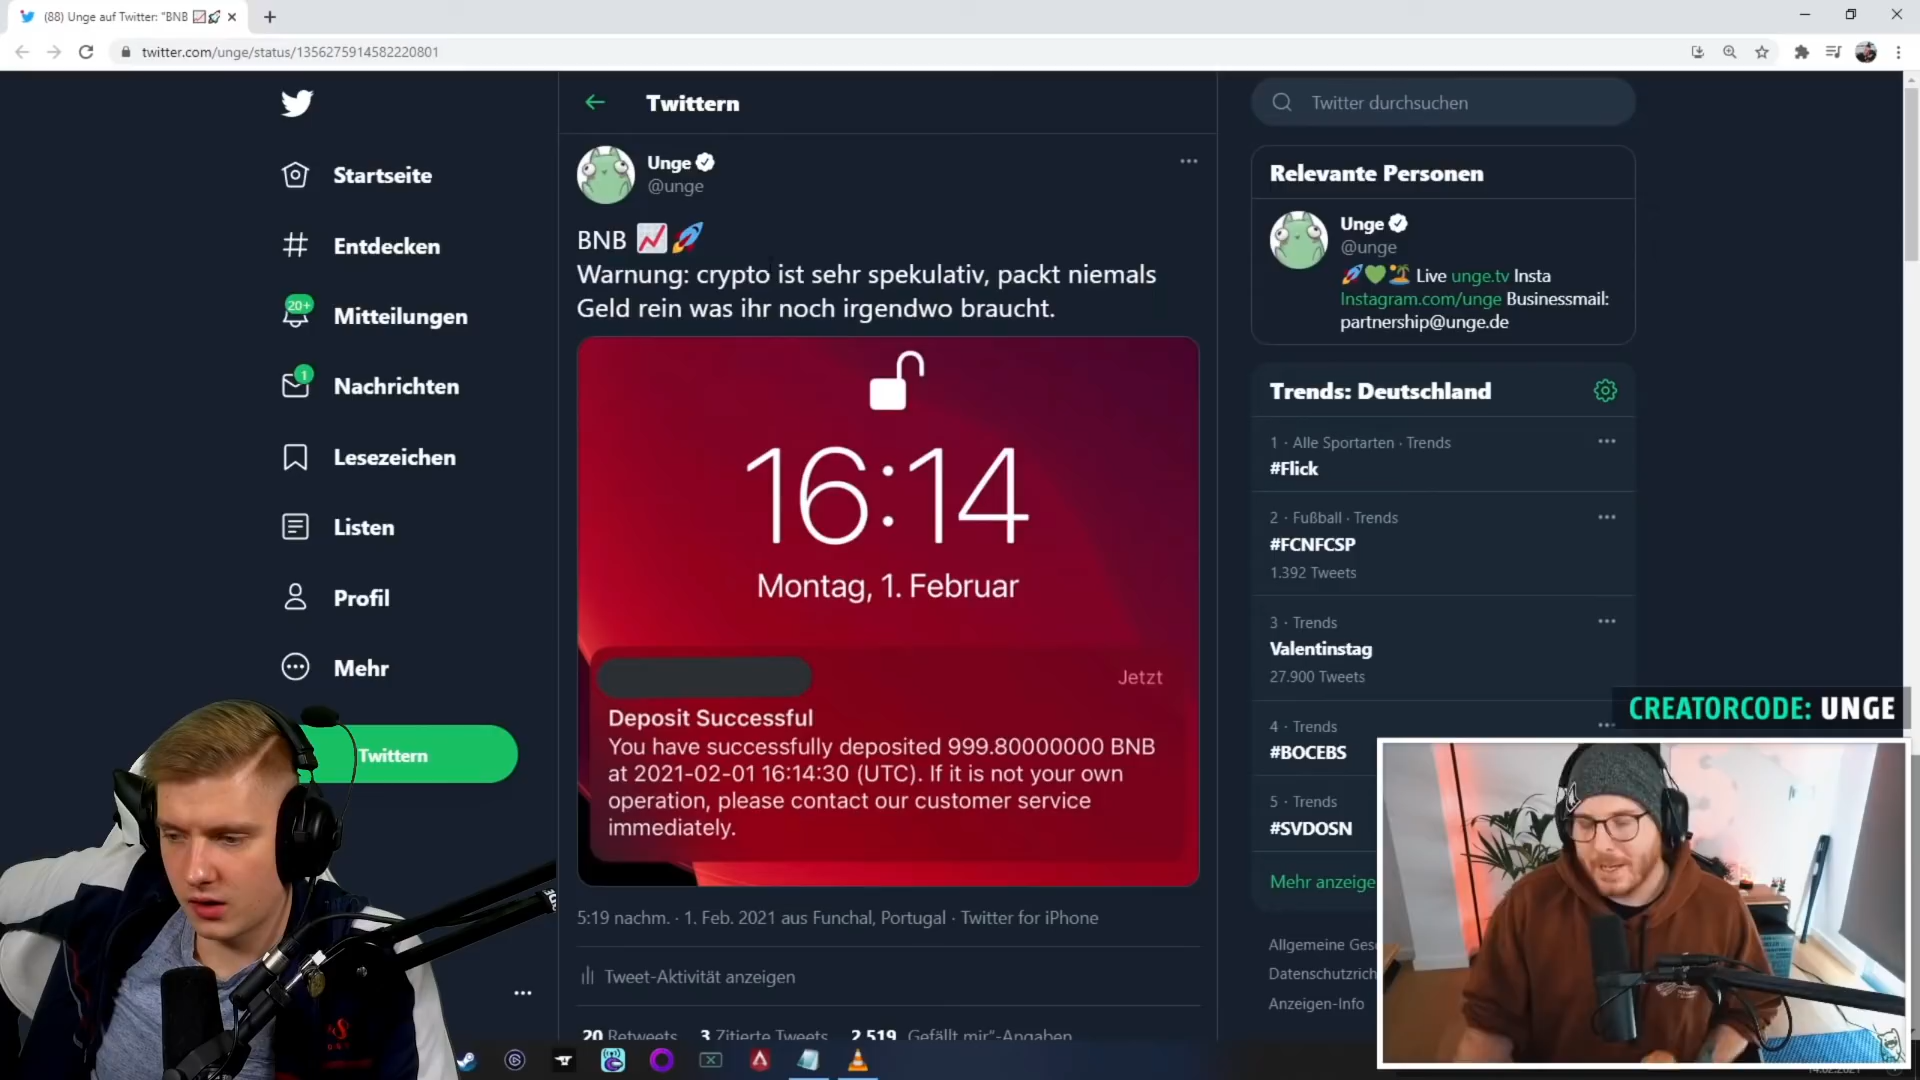 (88) Unge auf Twitter: "BNB 📈🚀
twitter.com/unge/status/1356275914582220801
Startseite
Entdecken
20+
Mitteilungen
1
Nachrichten
Lesezeichen
Listen
Profil
Mehr
Twittern
Twittern
Unge
@unge
BNB 📈🚀
Warnung: crypto ist sehr spekulativ, packt niemals
Geld rein was ihr noch irgendwo braucht.
16:14
Montag, 1. Februar
Jetzt
Deposit Successful
You have successfully deposited 999.80000000 BNB
at 2021-02-01 16:14:30 (UTC). If it is not your own
operation, please contact our customer service
immediately.
5:19 nachm. · 1. Feb. 2021 aus Funchal, Portugal · Twitter for iPhone
Tweet-Aktivität anzeigen
20 Retweets 3 Zitierte Tweets 2.519 „Gefällt mir"-Angaben
Twitter durchsuchen
Relevante Personen
Unge
@unge
🚀💚🏝️ Live unge.tv Insta
Instagram.com/unge Businessmail:
partnership@unge.de
Trends: Deutschland
1 · Alle Sportarten · Trends
#Flick
2 · Fußball · Trends
#FCNFCSP
1.392 Tweets
3 · Trends
Valentinstag
27.900 Tweets
4 · Trends
#BOCEBS
5 · Trends
#SVDOSN
Mehr anzeige
Allgemeine Ges
Datenschutzrich
Anzeigen-Info
CREATORCODE: UNGE